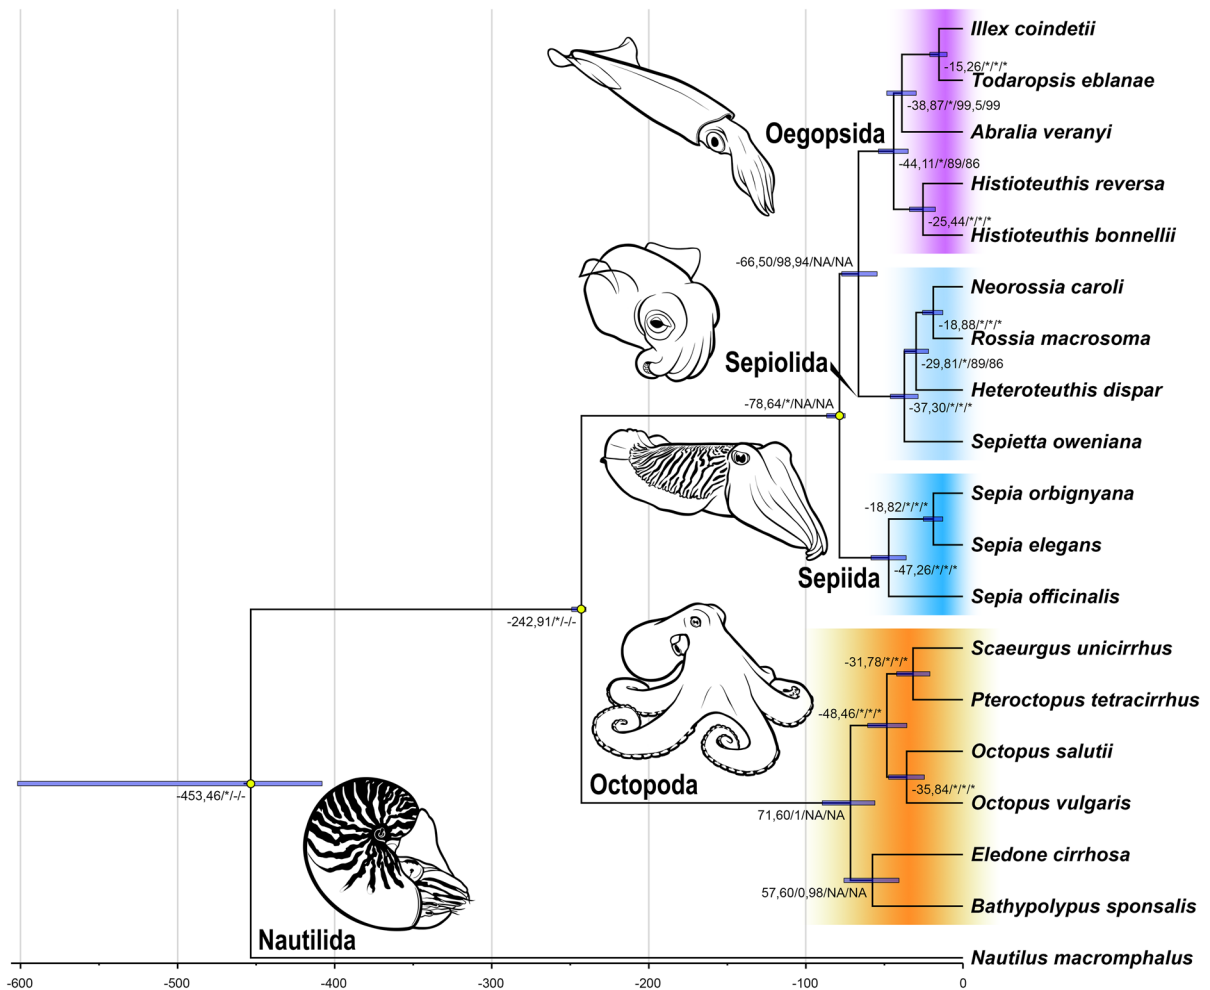 Illex coindetii
-15,26/*/*/*
Todaropsis eblanae
-38,87/*/99,5/99
Oegopsida
Abralia veranyi
-44,11/*/89/86
Histioteuthis reversa
-25,44/*/*/*
Histioteuthis bonnellii
-66,50/98,94/NA/NA
Neorossia caroli
-18,88/*/*/*
Rossia macrosoma
Sepiolida
-29,81/*/89/86
Heteroteuthis dispar
-78,64/*/NA/NA
-37,30/*/*/*
Sepietta oweniana
Sepia orbignyana
-18,82/*/*/*
Sepia elegans
-47,26/*/*/*
Sepiida
Sepia officinalis
-242,91/*/-/-
Scaeurgus unicirrhus
-31,78/*/*/*
Pteroctopus tetracirrhus
-48,46/*/*/*
Octopus salutii
Octopoda
-35,84/*/*/*
-453,46/*/-/-
Octopus vulgaris
71,60/1/NA/NA
Eledone cirrhosa
57,60/0,98/NA/NA
Bathypolypus sponsalis
Nautilida
Nautilus macromphalus
-600 -500 -400 -300 -200 -100 0